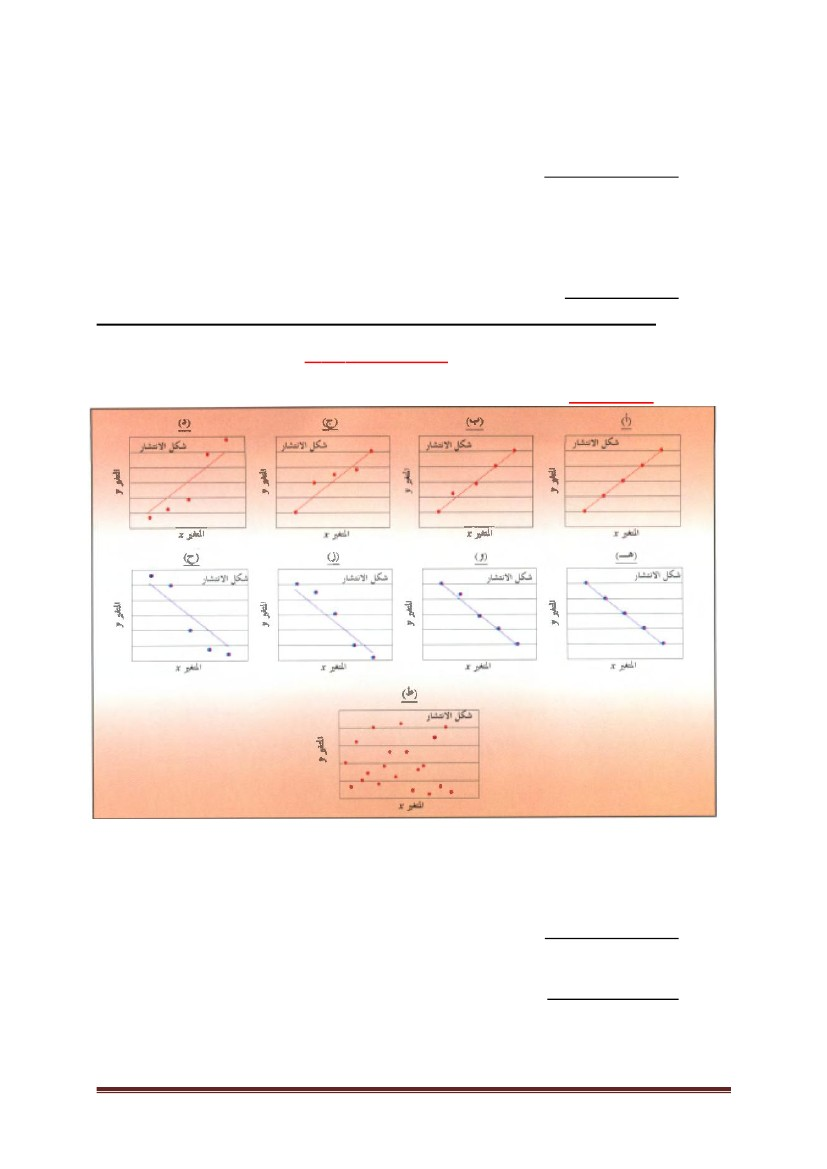 (أ) (ب) (ج) (د)
شكل الانتشار شكل الانتشار شكل الانتشار شكل الانتشار
المتغير y المتغير y المتغير y المتغير y
المتغير x المتغير x المتغير x المتغير x
(هـ) (و) (ز) (ح)
شكل الانتشار شكل الانتشار شكل الانتشار شكل الانتشار
المتغير y المتغير y المتغير y المتغير y
المتغير x المتغير x المتغير x المتغير x
(ط)
شكل الانتشار
المتغير y
المتغير x